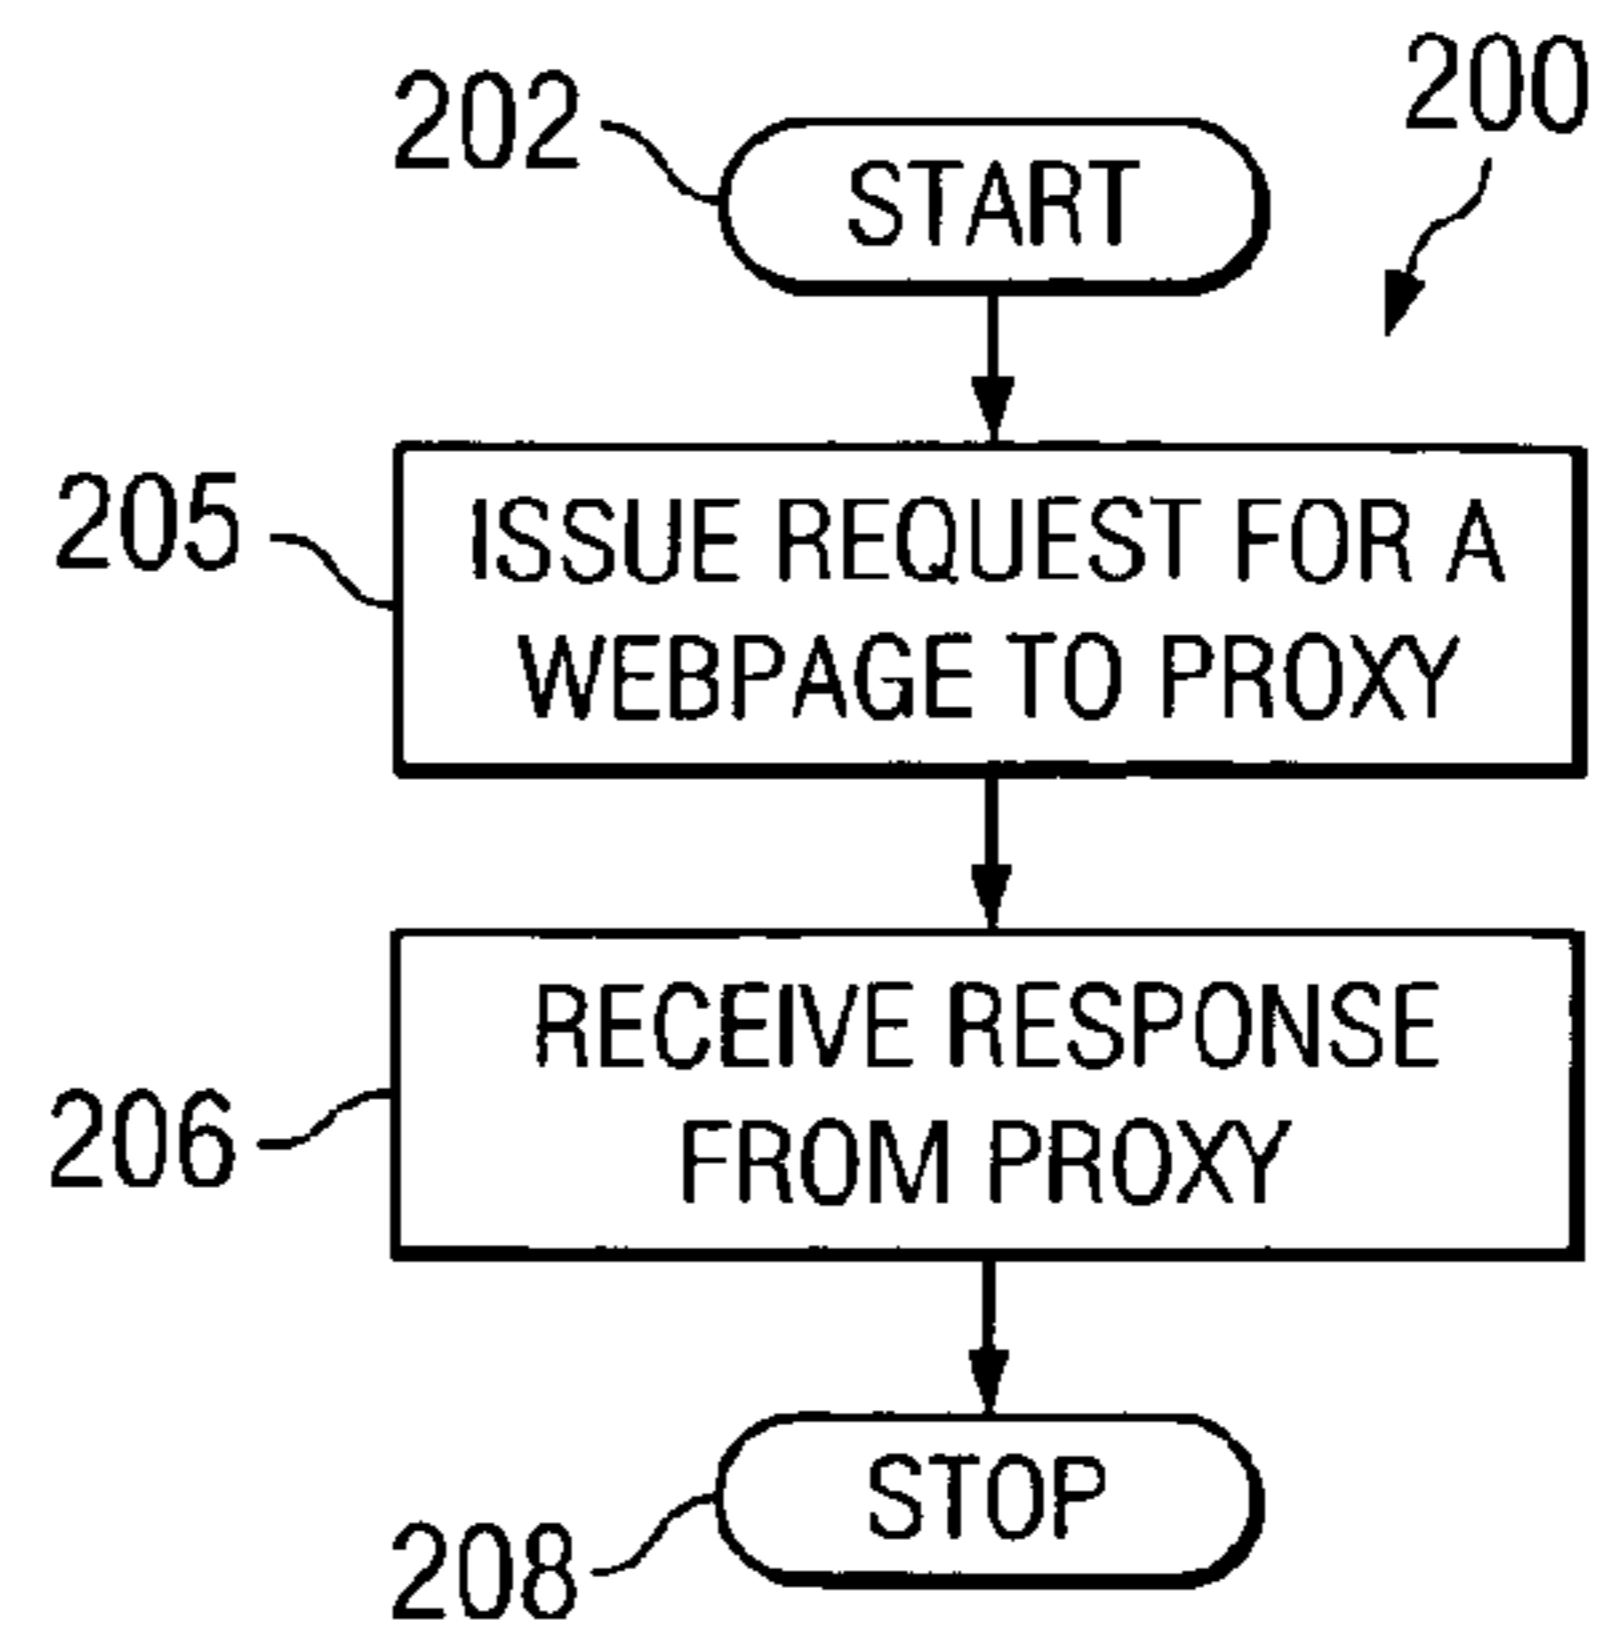 200
202
START
205
ISSUE REQUEST FOR A
WEBPAGE TO PROXY
206
RECEIVE RESPONSE
FROM PROXY
208
STOP